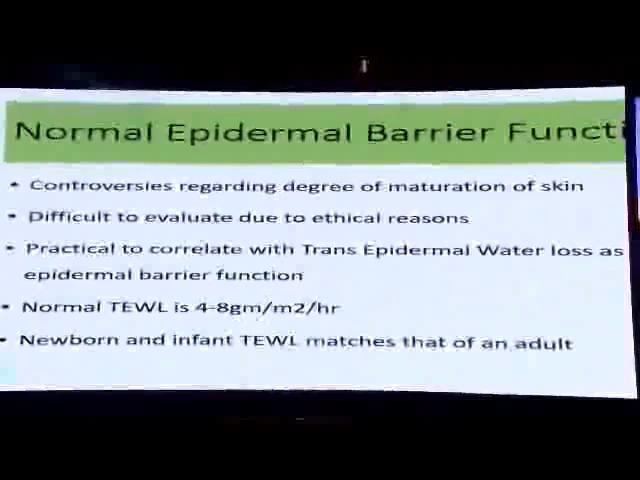 Normal Epidermal Barrier Functi
• Controversies regarding degree of maturation of skin
• Difficult to evaluate due to ethical reasons
• Practical to correlate with Trans Epidermal Water loss as
epidermal barrier function
• Normal TEWL is 4-8gm/m2/hr
• Newborn and infant TEWL matches that of an adult